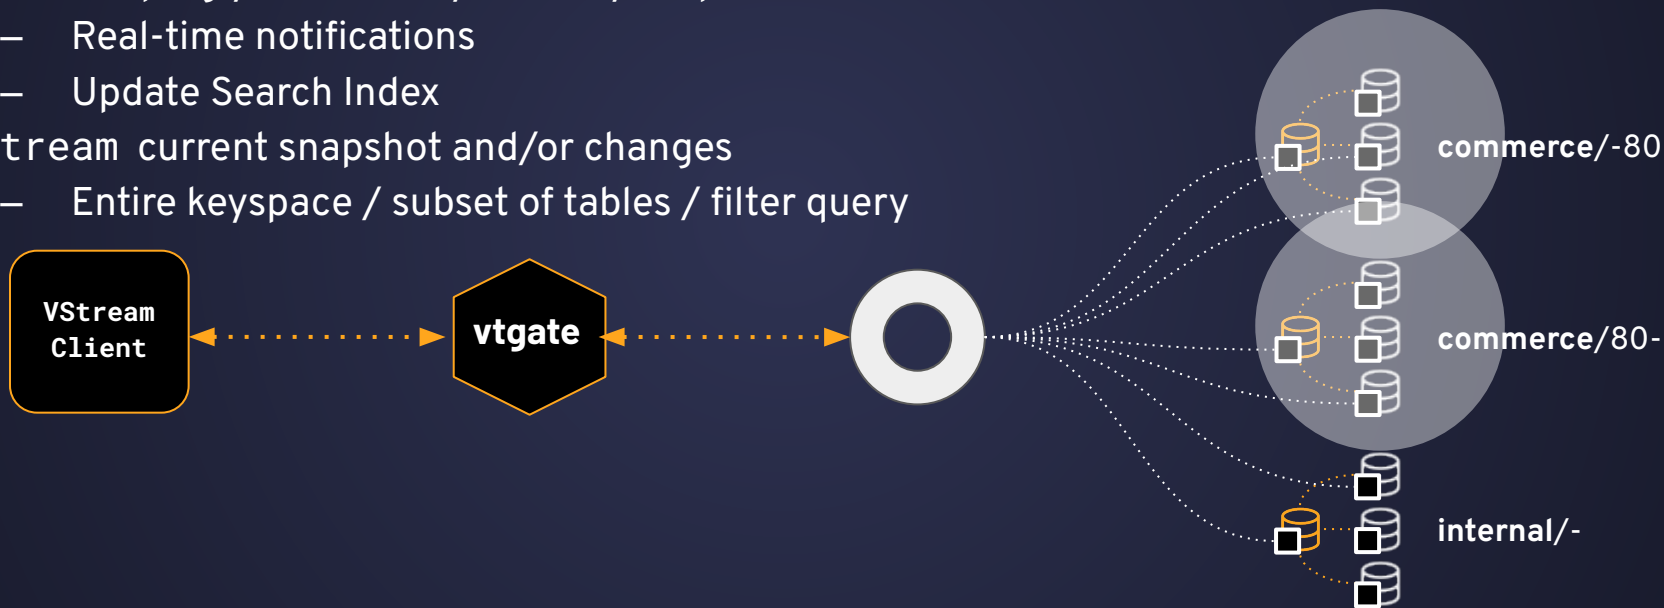 – Real-time notifications
– Update Search Index
tream current snapshot and/or changes
– Entire keyspace / subset of tables / filter query
VStream
Client
vtgate
commerce/-80
commerce/80-
internal/-